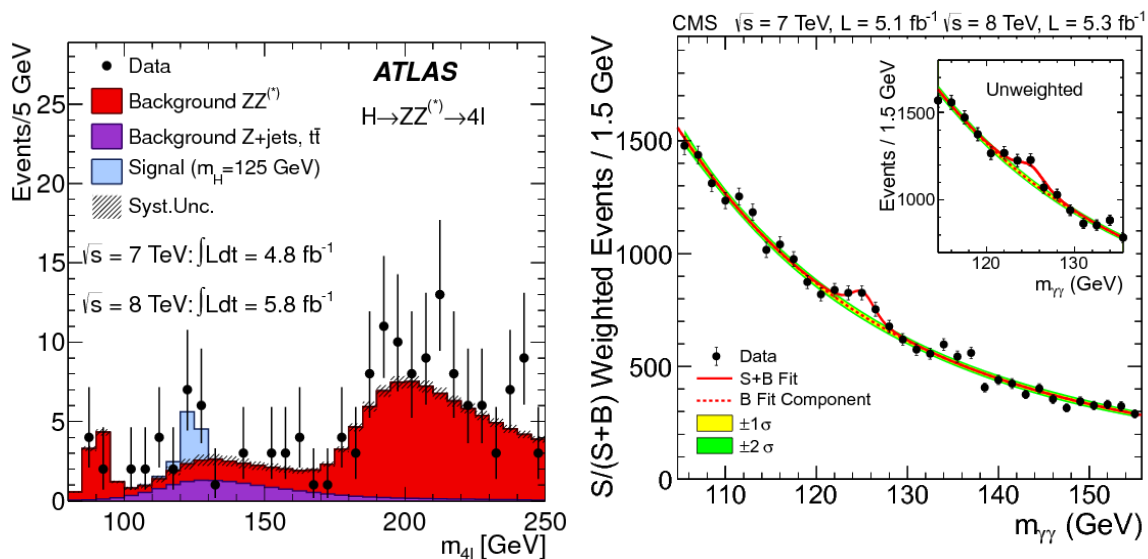 Events/5 GeV
25
20
15
10
5
0
Data
Background ZZ(*)
Background Z+jets, tt̄
Signal (mH=125 GeV)
Syst.Unc.
√s = 7 TeV:∫Ldt = 4.8 fb-1
√s = 8 TeV:∫Ldt = 5.8 fb-1
ATLAS
H→ZZ(*)→4l
100 150 200 250
m4l [GeV]
CMS √s = 7 TeV, L = 5.1 fb-1 √s = 8 TeV, L = 5.3 fb-1
S/(S+B) Weighted Events / 1.5 GeV
1500
1000
500
0
Unweighted
Events / 1.5 GeV
1500
1000
120 130
mγγ (GeV)
Data
S+B Fit
B Fit Component
±1σ
±2 σ
110 120 130 140 150
mγγ (GeV)